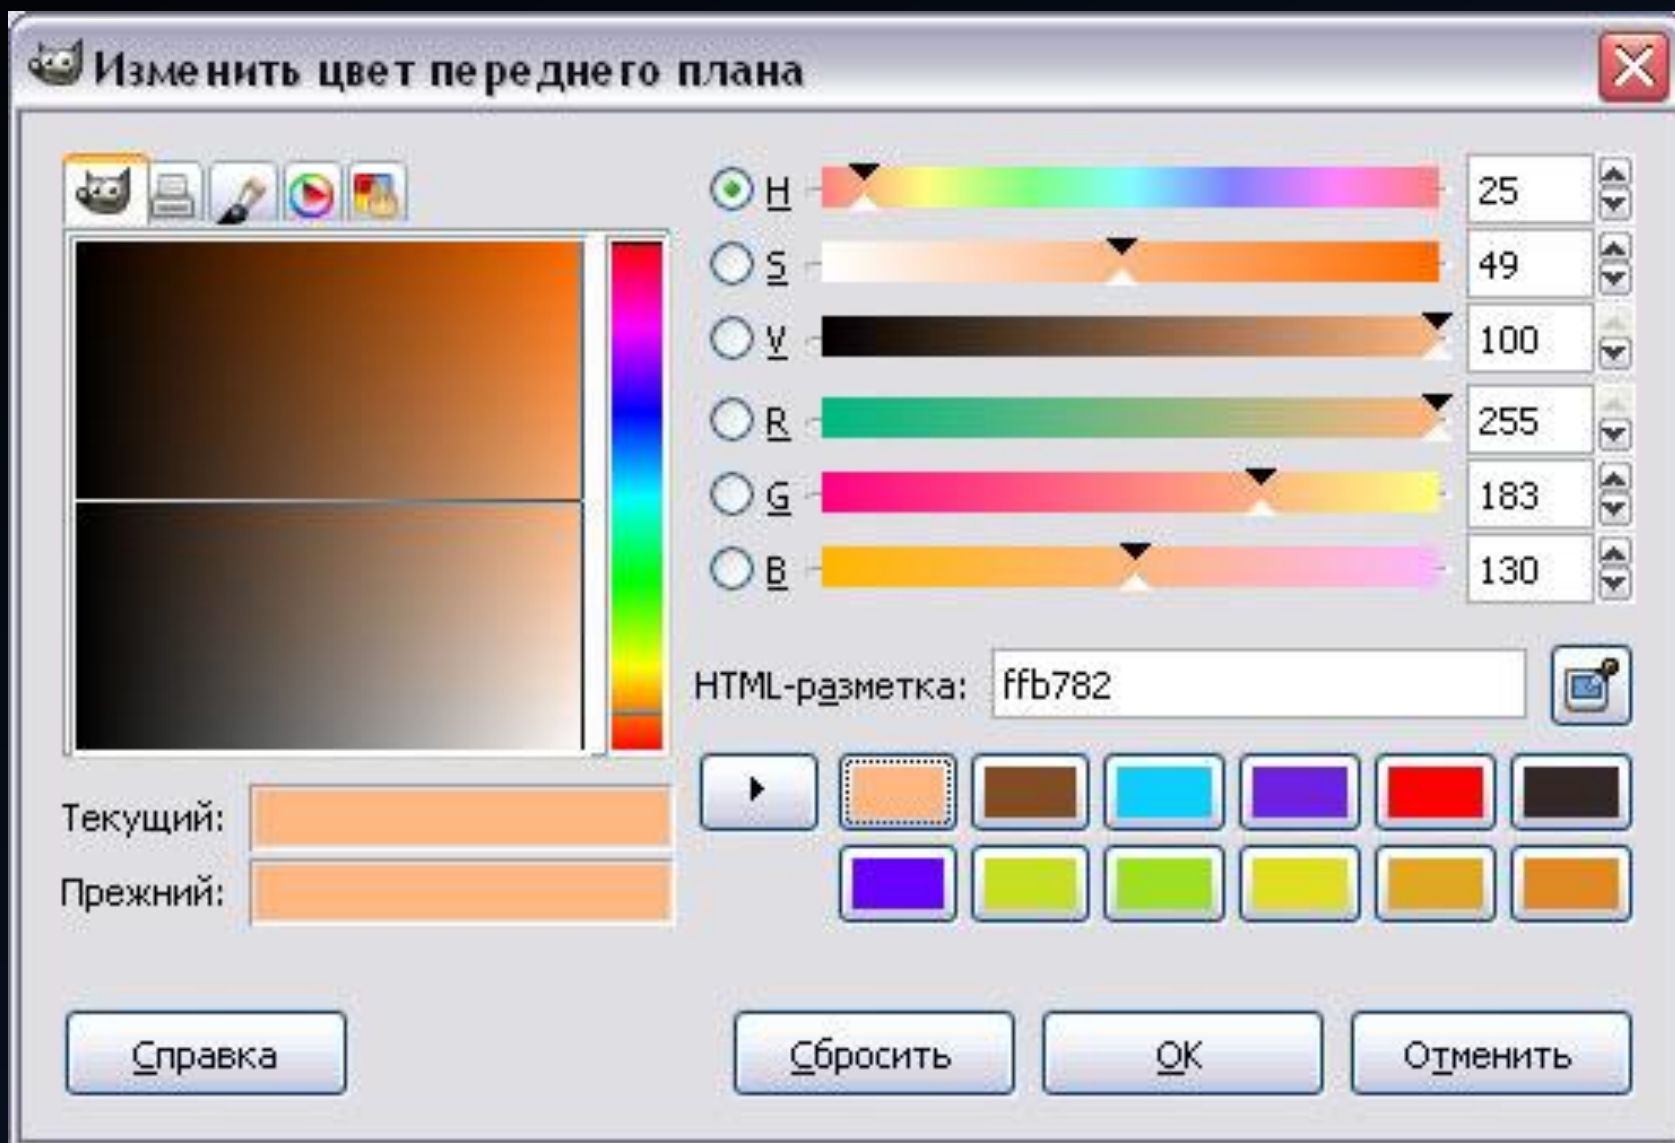 Изменить цвет переднего плана
H 25
S 49
V 100
R 255
G 183
B 130
HTML-разметка: ffb782
Текущий:
Прежний:
Справка Сбросить OK Отменить